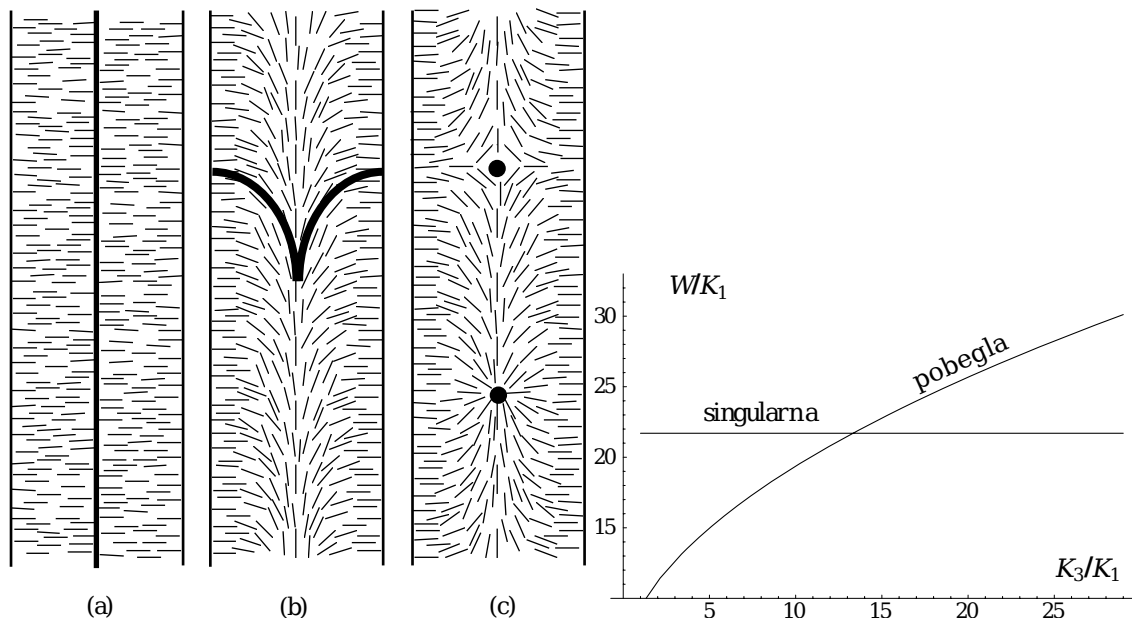 (a)
(b)
(c)
W/K₁
30
25
20
15
singularna
pobegla
K₃/K₁
5
10
15
20
25